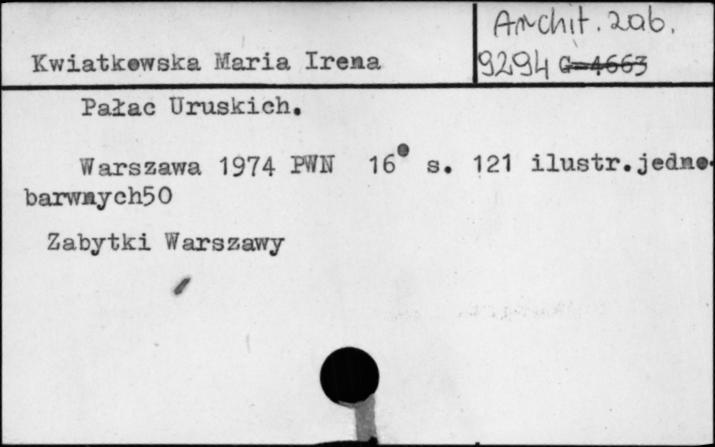 Archit. zab.
Kwiatkowska Maria Irena
9294 G-4663
Pałac Uruskich.
Warszawa 1974 PWN 16° s. 121 ilustr.jedno-
barwnych50
Zabytki Warszawy